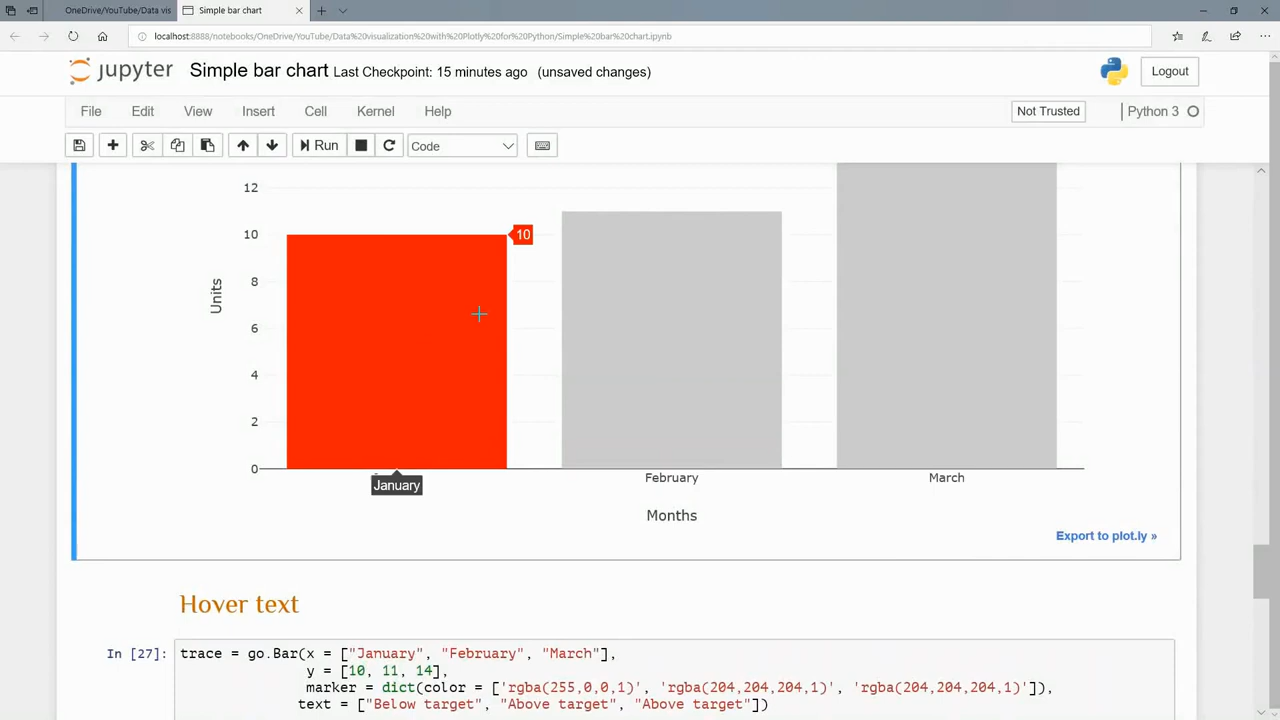 OneDrive/YouTube/Data vis
Simple bar chart
localhost:8888/notebooks/OneDrive/YouTube/Data%20visualization%20with%20Plotly%20for%20Python/Simple%20bar%20chart.ipynb
jupyter Simple bar chart Last Checkpoint: 15 minutes ago (unsaved changes)
Logout
File Edit View Insert Cell Kernel Help
Not Trusted
Python 3
Run
Code
12
10
8
6
4
2
0
Units
10
January
February
March
Months
Export to plot.ly »
Hover text
In [27]: trace = go.Bar(x = ["January", "February", "March"],
y = [10, 11, 14],
marker = dict(color = ['rgba(255,0,0,1)', 'rgba(204,204,204,1)', 'rgba(204,204,204,1)']),
text = ["Below target", "Above target", "Above target"])